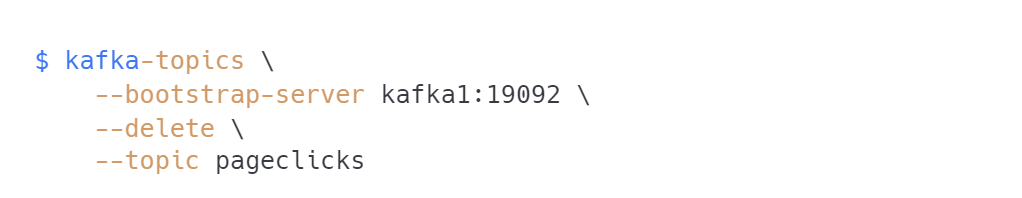 $ kafka-topics \
    --bootstrap-server kafka1:19092 \
    --delete \
    --topic pageclicks